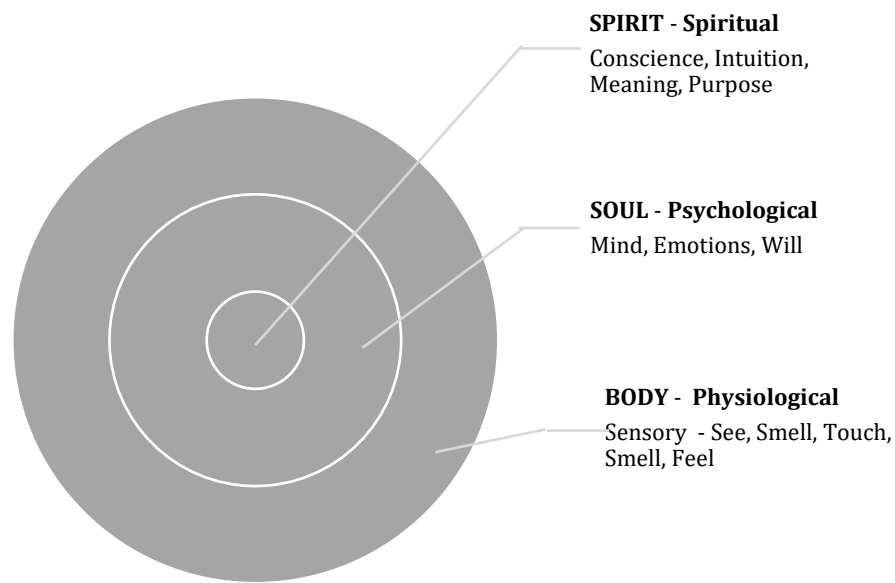 SPIRIT - Spiritual
Conscience, Intuition,
Meaning, Purpose
SOUL - Psychological
Mind, Emotions, Will
BODY - Physiological
Sensory - See, Smell, Touch,
Smell, Feel